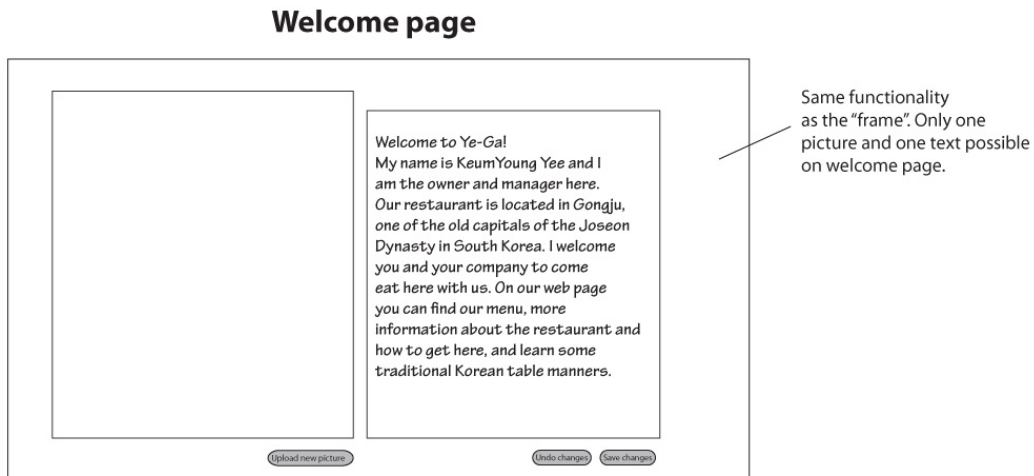 Welcome page
Welcome to Ye-Ga!
My name is KeumYoung Yee and I
am the owner and manager here.
Our restaurant is located in Gongju,
one of the old capitals of the Joseon
Dynasty in South Korea. I welcome
you and your company to come
eat here with us. On our web page
you can find our menu, more
information about the restaurant and
how to get here, and learn some
traditional Korean table manners.
Upload new picture
Undo changes
Save changes
Same functionality
as the "frame". Only one
picture and one text possible
on welcome page.